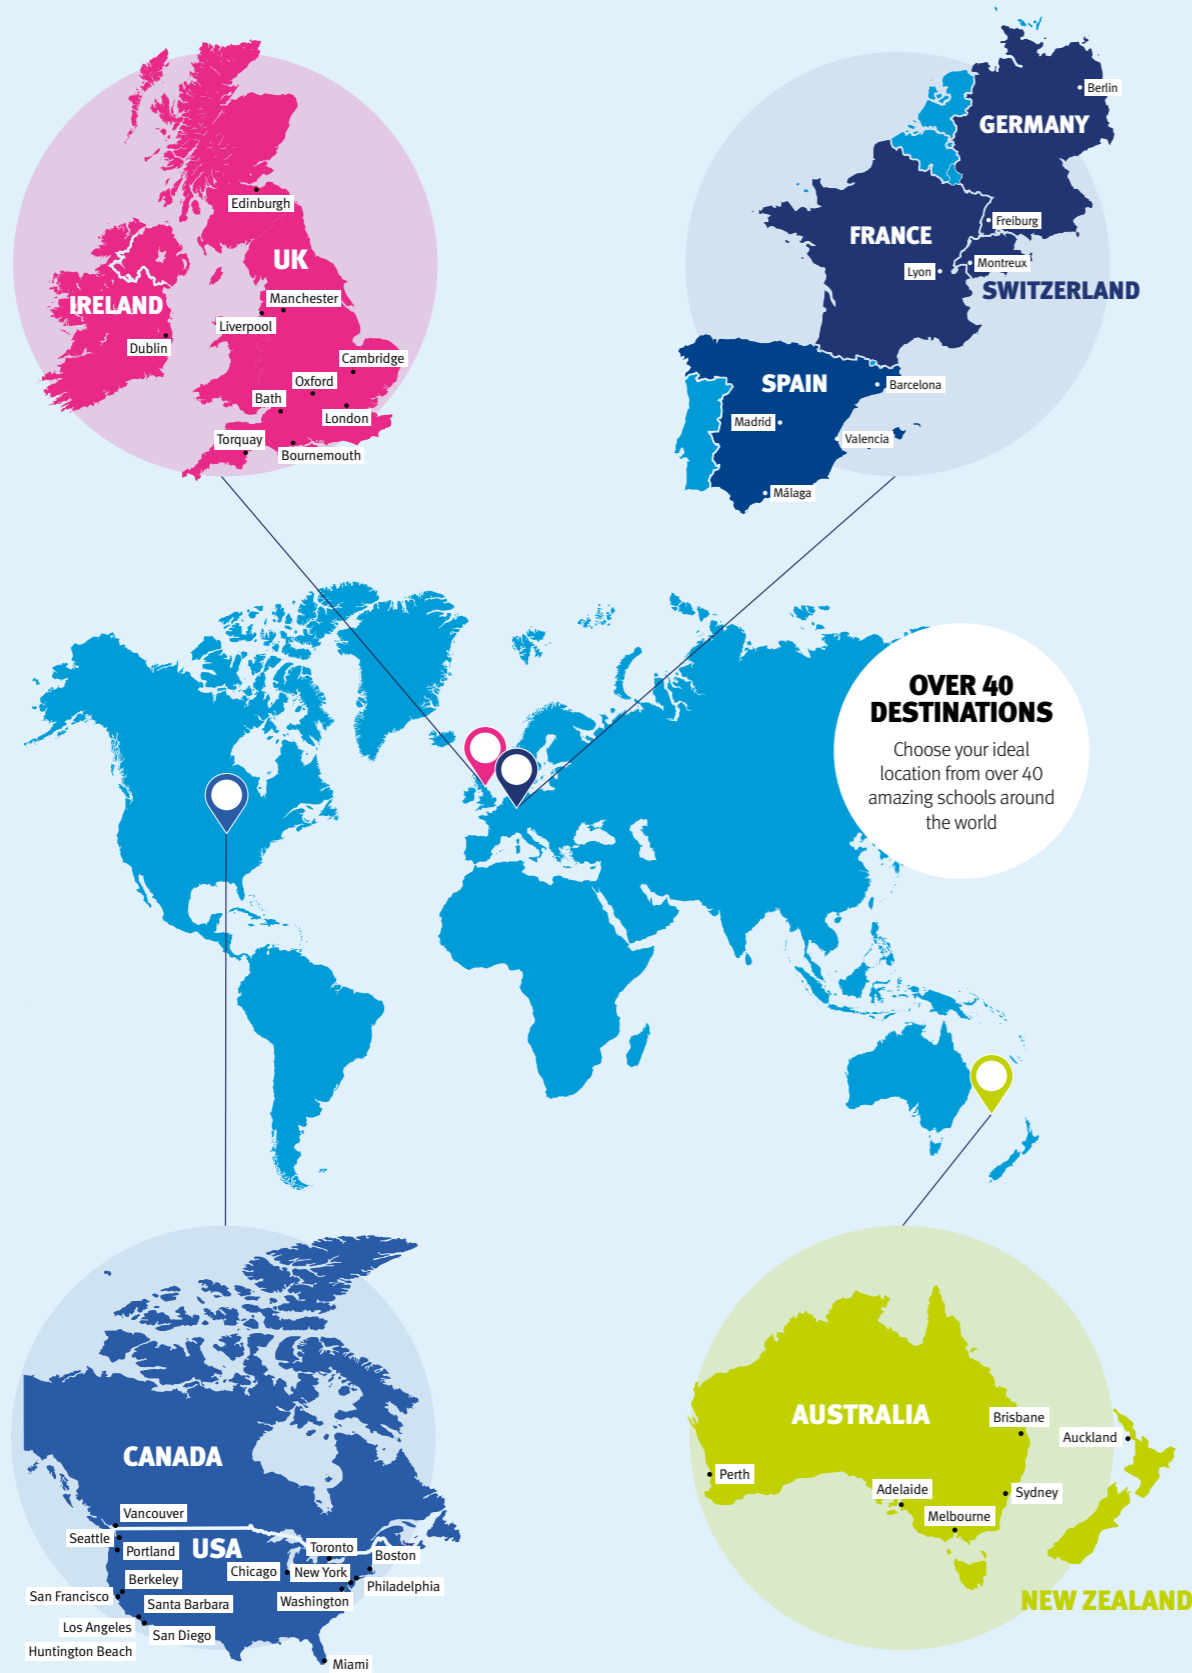 Edinburgh
UK
IRELAND
Manchester
Liverpool
Dublin
Cambridge
Oxford
Bath
London
Torquay
Bournemouth
Berlin
GERMANY
Freiburg
FRANCE
Montreux
Lyon
SWITZERLAND
SPAIN
Barcelona
Madrid
Valencia
Málaga
OVER 40
DESTINATIONS
Choose your ideal
location from over 40
amazing schools around
the world
CANADA
Vancouver
Seattle
USA
Portland
Toronto
Boston
Chicago
New York
Berkeley
Philadelphia
San Francisco
Washington
Santa Barbara
Los Angeles
San Diego
Huntington Beach
Miami
AUSTRALIA
Brisbane
Auckland
Perth
Adelaide
Sydney
Melbourne
NEW ZEALAND